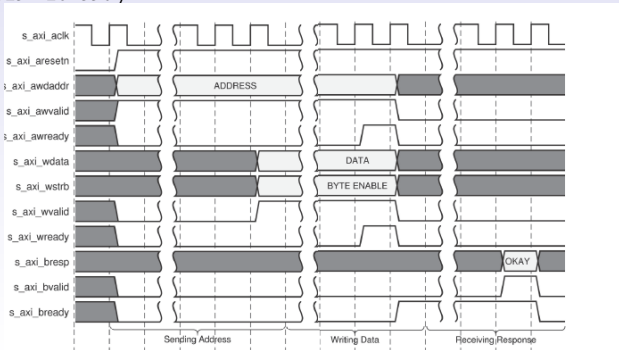 s_axi_aclk
s_axi_aresetn
s_axi_awdaddr ADDRESS
s_axi_awvalid
s_axi_awready
s_axi_wdata DATA
s_axi_wstrb BYTE ENABLE
s_axi_wvalid
s_axi_wready
s_axi_bresp OKAY
s_axi_bvalid
s_axi_bready
Sending Address Writing Data Receiving Response